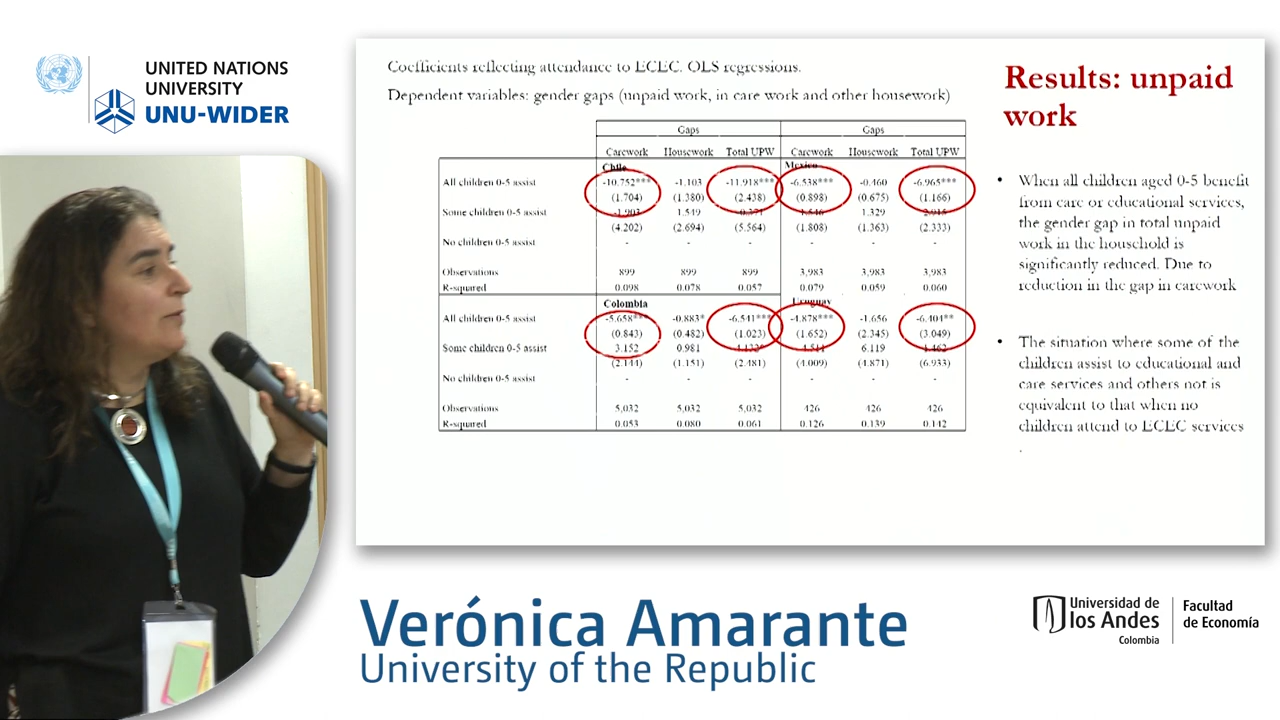 UNITED NATIONS
UNIVERSITY
UNU-WIDER
Coefficients reflecting attendance to ECEC. OLS regressions.
Dependent variables: gender gaps (unpaid work, in care work and other housework)
Gaps Gaps
Carework Housework Total UPW Carework Housework Total UPW
Chile Mexico
All children 0-5 assist -10.752*** -1.103 -11.918*** -6.538*** -0.460 -6.965***
(1.704) (1.380) (2.438) (0.898) (0.675) (1.166)
Some children 0-5 assist -1.903 1.549 1.329
(4.202) (2.694) (5.564) (1.808) (1.363) (2.333)
No children 0-5 assist - - - - - -
Observations 899 899 899 3,983 3,983 3,983
R-squared 0.098 0.078 0.057 0.079 0.059 0.060
Colombia Uruguay
All children 0-5 assist -5.658*** -0.883* -6.541*** -4.878*** -1.656 -6.404**
(0.843) (0.482) (1.023) (1.652) (2.345) (3.049)
Some children 0-5 assist 3.152 0.981 6.119
(2.144) (1.151) (2.481) (4.009) (4.871) (6.933)
No children 0-5 assist - - - - - -
Observations 5,032 5,032 5,032 426 426 426
R-squared 0.053 0.080 0.061 0.126 0.139 0.142
Results: unpaid
work
• When all children aged 0-5 benefit
from care or educational services,
the gender gap in total unpaid
work in the household is
significantly reduced. Due to
reduction in the gap in carework
• The situation where some of the
children assist to educational and
care services and others not is
equivalent to that when no
children attend to ECEC services
.
Verónica Amarante
University of the Republic
Universidad de
los Andes
Colombia
Facultad
de Economía